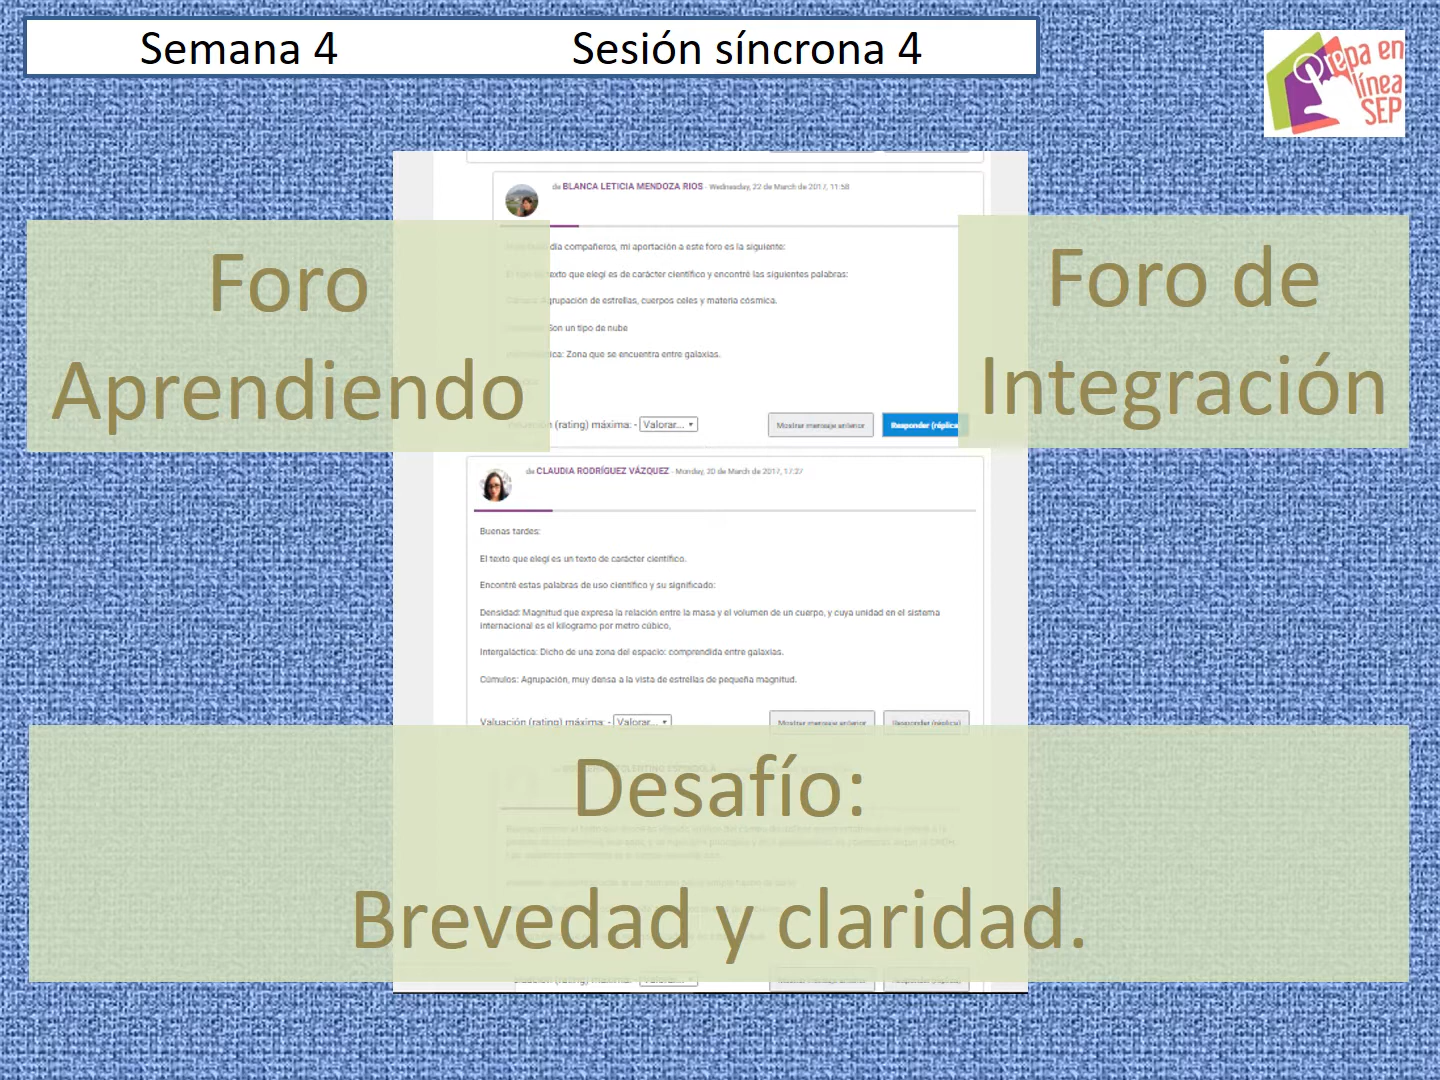 Semana 4 Sesión síncrona 4
Prepa en
línea
SEP
de BLANCA LETICIA MENDOZA RIOS - Wednesday, 22 de March de 2017, 11:58
Foro
Aprendiendo
Foro de
Integración
día compañeros, mi aportación a este foro es la siguiente:
texto que elegí es de carácter científico y encontré las siguientes palabras:
Agrupación de estrellas, cuerpos celes y materia cósmica.
Son un tipo de nube
Zona que se encuentra entre galaxias.
(rating) máxima: - Valorar...
Mostrar mensaje anterior
Responder (réplica
de CLAUDIA RODRÍGUEZ VÁZQUEZ - Monday, 20 de March de 2017, 17:27
Buenas tardes:
El texto que elegí es un texto de carácter científico.
Encontré estas palabras de uso científico y su significado:
Densidad: Magnitud que expresa la relación entre la masa y el volumen de un cuerpo, y cuya unidad en el sistema
internacional es el kilogramo por metro cúbico,
Intergaláctica: Dicho de una zona del espacio: comprendida entre galaxias.
Cúmulos: Agrupación, muy densa a la vista de estrellas de pequeña magnitud.
Valuación (rating) máxima: - Valorar...
Mostrar mensaje anterior
Responder (réplica)
Desafío:
Brevedad y claridad.